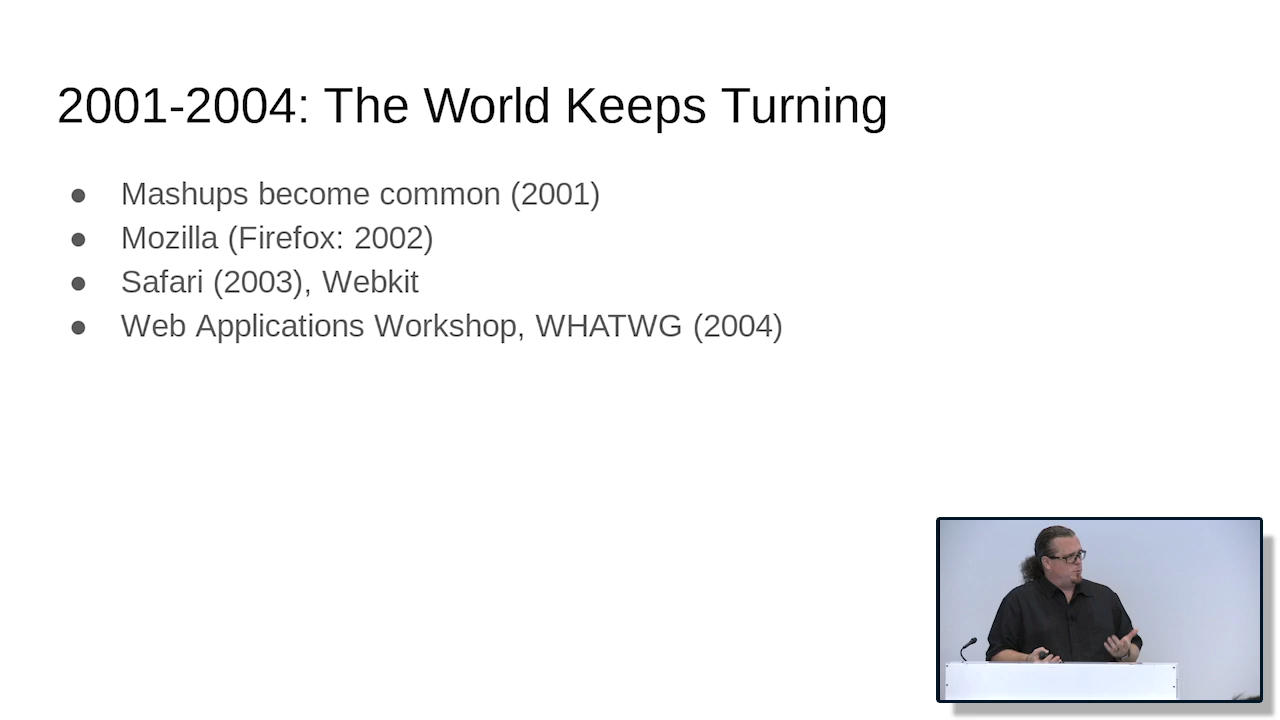 2001-2004: The World Keeps Turning
● Mashups become common (2001)
● Mozilla (Firefox: 2002)
● Safari (2003), Webkit
● Web Applications Workshop, WHATWG (2004)